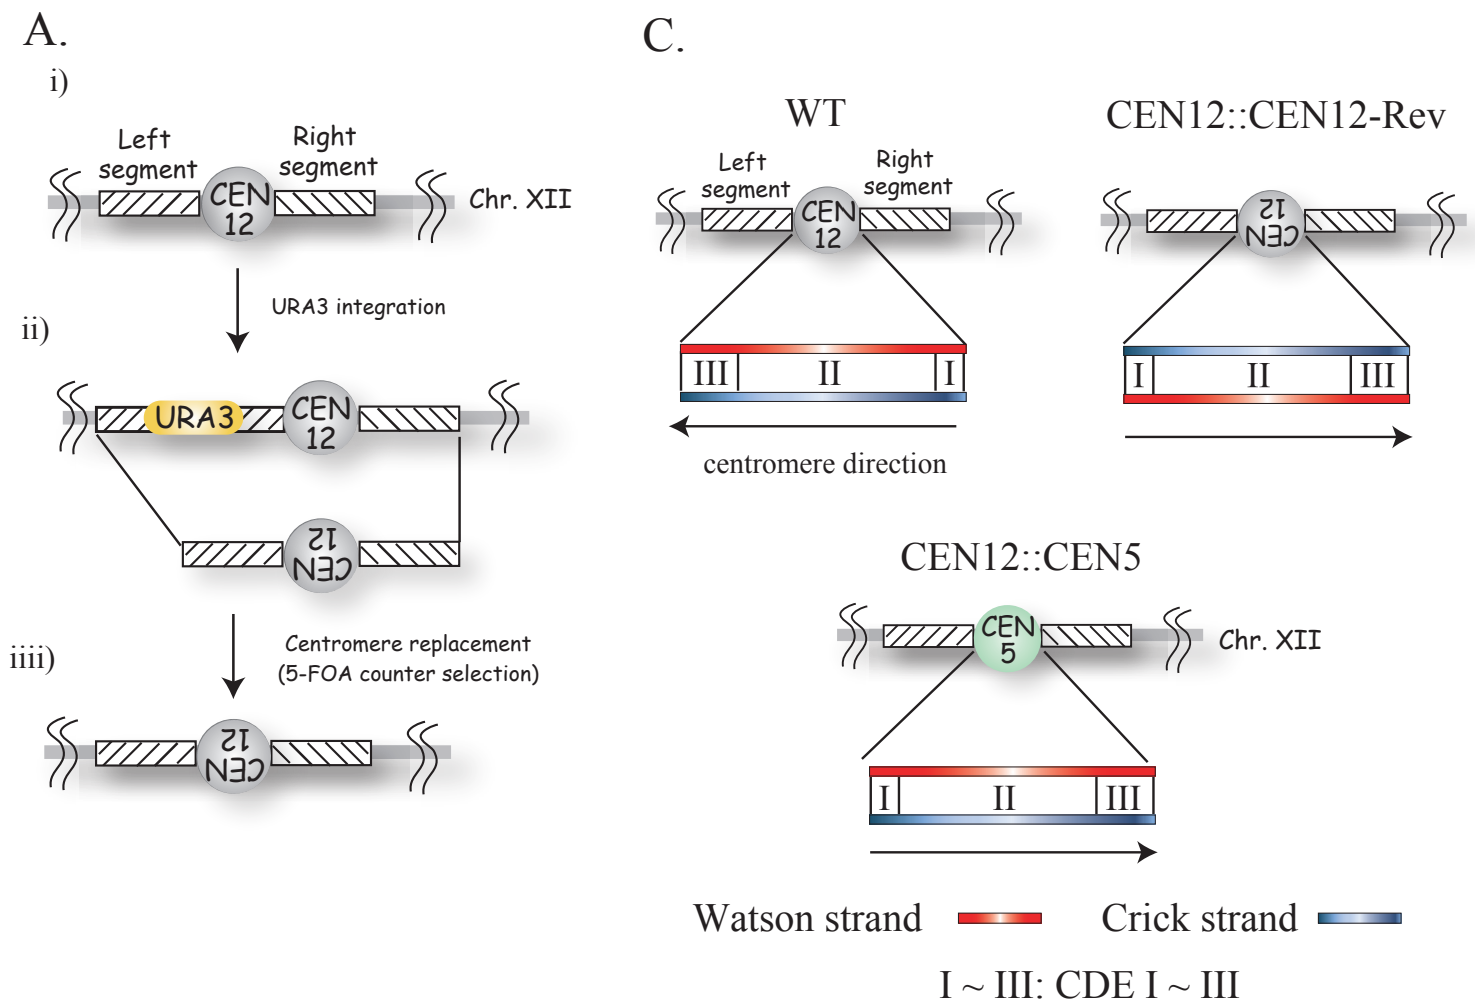 A.
i)
Left
segment
Right
segment
CEN
12
Chr. XII
URA3 integration
ii)
URA3
CEN
12
CEN
12
Centromere replacement
(5-FOA counter selection)
iiii)
CEN
12
C.
WT
Left
segment
Right
segment
CEN
12
III
II
I
centromere direction
CEN12::CEN12-Rev
CEN
12
I
II
III
CEN12::CEN5
CEN
5
Chr. XII
I
II
III
Watson strand
Crick strand
I ~ III: CDE I ~ III